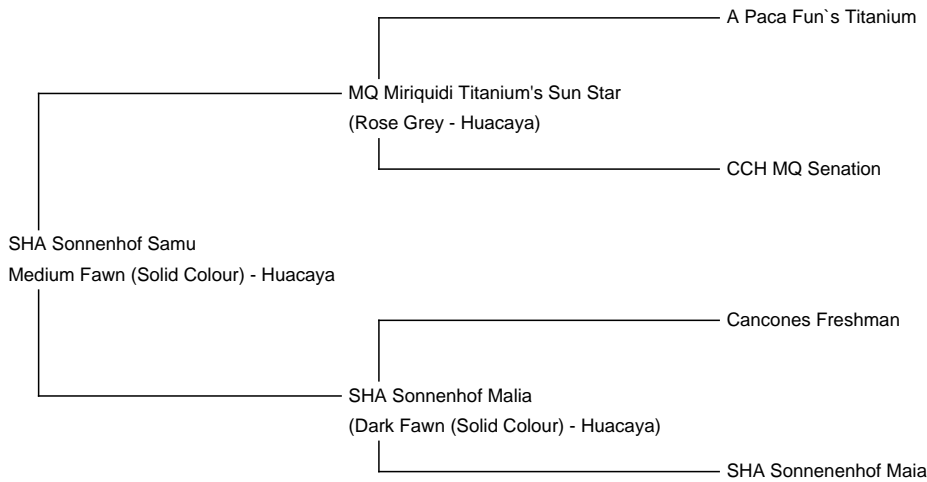 A Paca Fun`s Titanium
MQ Miriquidi Titanium's Sun Star
(Rose Grey - Huacaya)
CCH MQ Senation
SHA Sonnenhof Samu
Medium Fawn (Solid Colour) - Huacaya
Cancones Freshman
SHA Sonnenhof Malia
(Dark Fawn (Solid Colour) - Huacaya)
SHA Sonnenenhof Maia